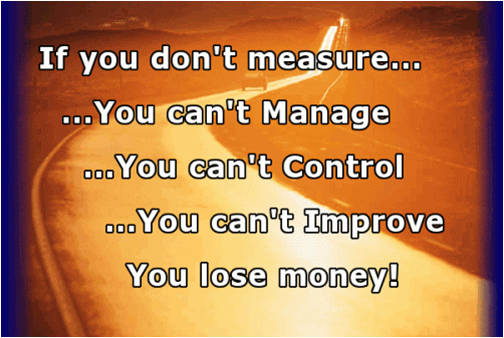 If you don't measure...
...You can't Manage
...You can't Control
...You can't Improve
You lose money!